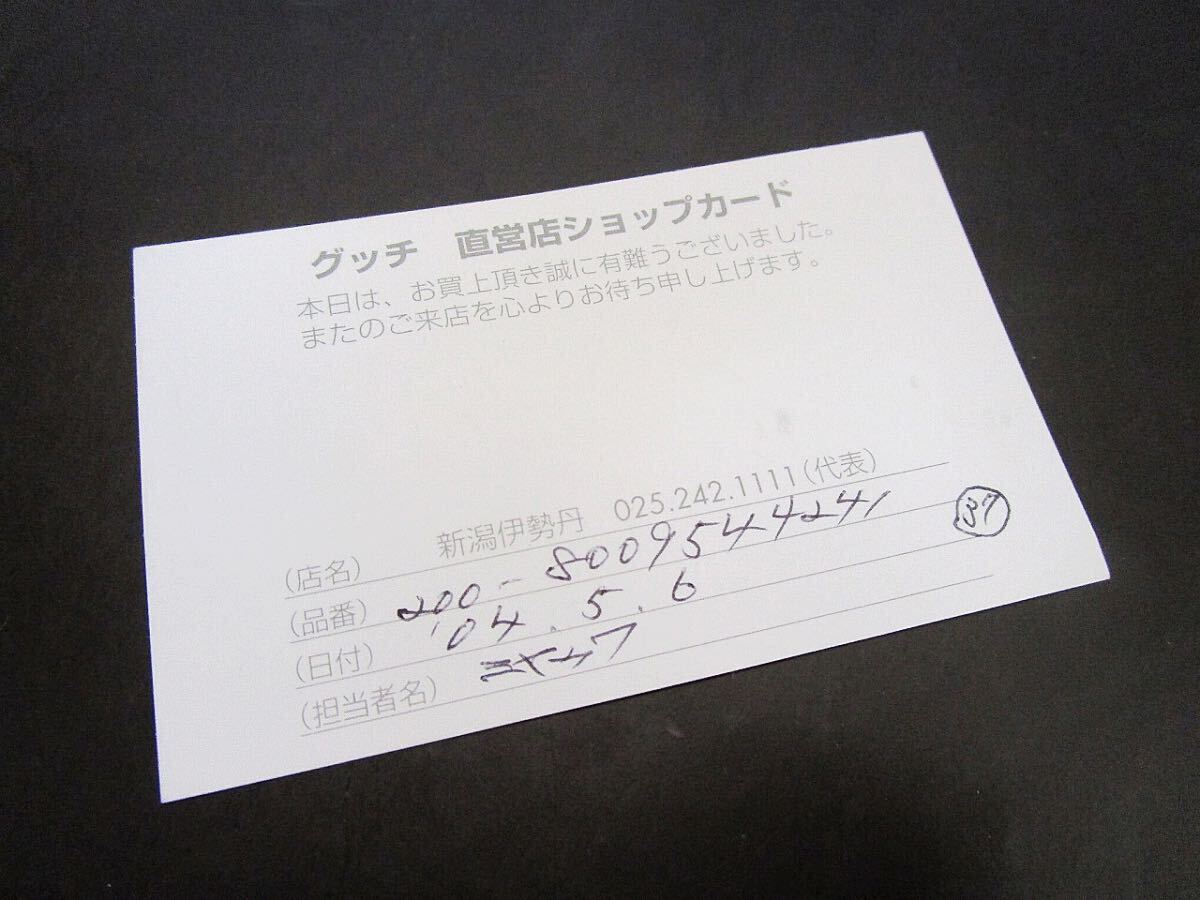 グッチ　直営店ショップカード
本日は、お買上頂き誠に有難うございました。
またのご来店を心よりお待ち申し上げます。
(店名) 新潟伊勢丹　025.242.1111(代表)
(品番) 200-8009544241 37
(日付) '04.5.6
(担当者名)